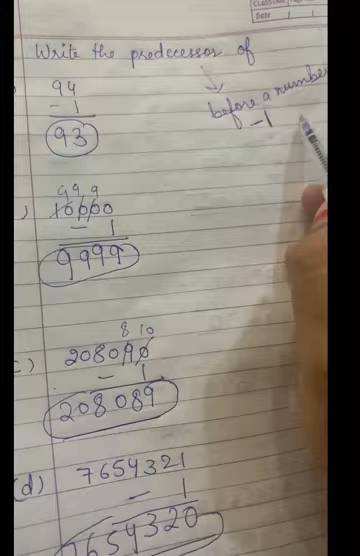 Date
Write the predecessor of
before a number
-1
94
- 1
93
9 9 9
10000
- 1
9999
8 10
c) 208090
- 1
208089
(d) 7654321
- 1
7654320